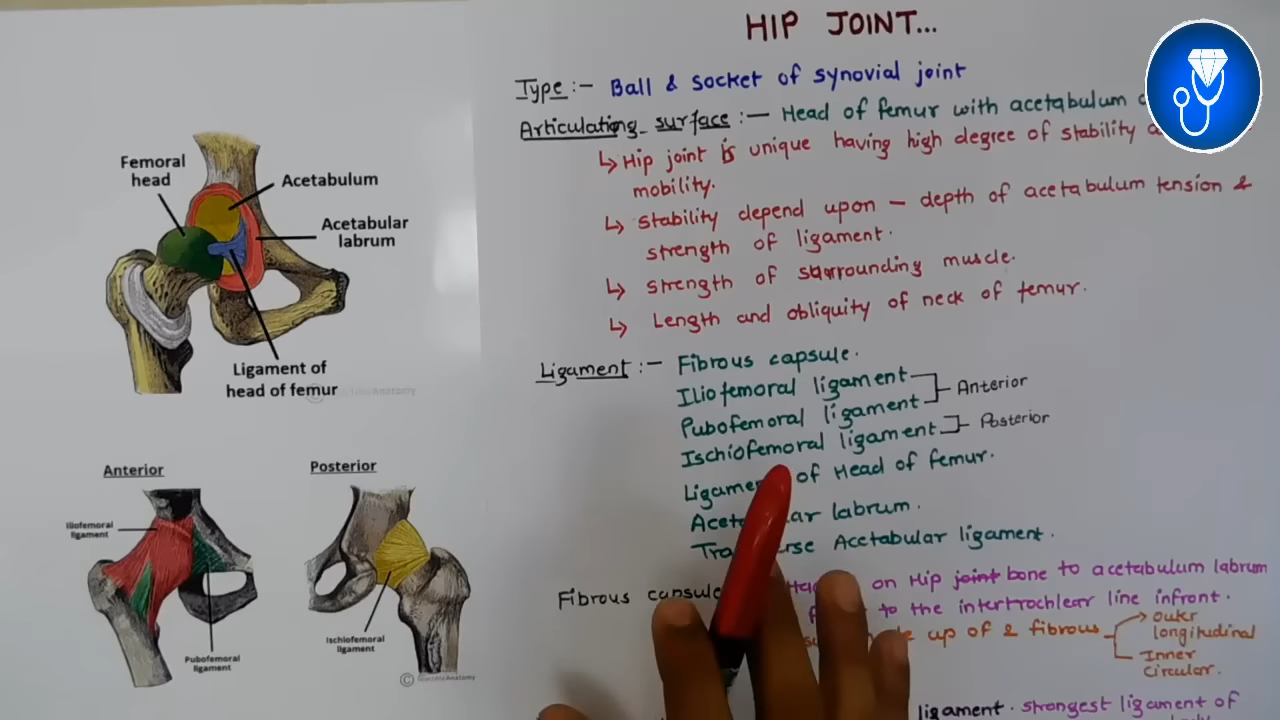 HIP JOINT...
Type :- Ball & socket of synovial joint
Articulating surface :- Head of femur with acetabulum
↳ Hip joint is unique having high degree of stability
mobility.
↳ Stability depend upon - depth of acetabulum tension &
strength of ligament.
↳ strength of surrounding muscle.
↳ Length and obliquity of neck of femur.
Ligament :- Fibrous capsule.
Iliofemoral ligament
Pubofemoral ligament
Anterior
Ischiofemoral ligament
Posterior
of Head of femur.
labrum.
Acetabular ligament.
Fibrous capsule
on Hip joint bone to acetabulum labrum
to the intertrochlear line infront.
up of 2 fibrous
outer
longitudinal
Inner
circular.
ligament. strongest ligament of
Femoral
head
Acetabulum
Acetabular
labrum
Ligament of
head of femur
Anterior
Iliofemoral
ligament
Pubofemoral
ligament
Posterior
Ischiofemoral
ligament
© TeachMeAnatomy